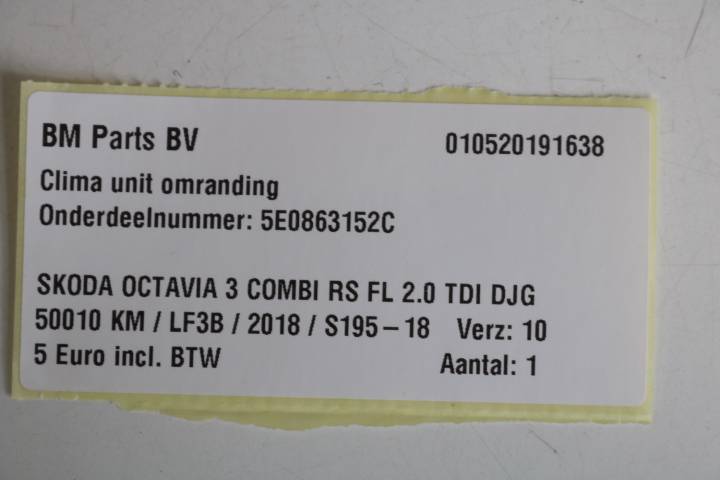 BM Parts BV 010520191638
Clima unit omranding
Onderdeelnummer: 5E0863152C
SKODA OCTAVIA 3 COMBI RS FL 2.0 TDI DJG
50010 KM / LF3B / 2018 / S195-18 Verz: 10
5 Euro incl. BTW Aantal: 1